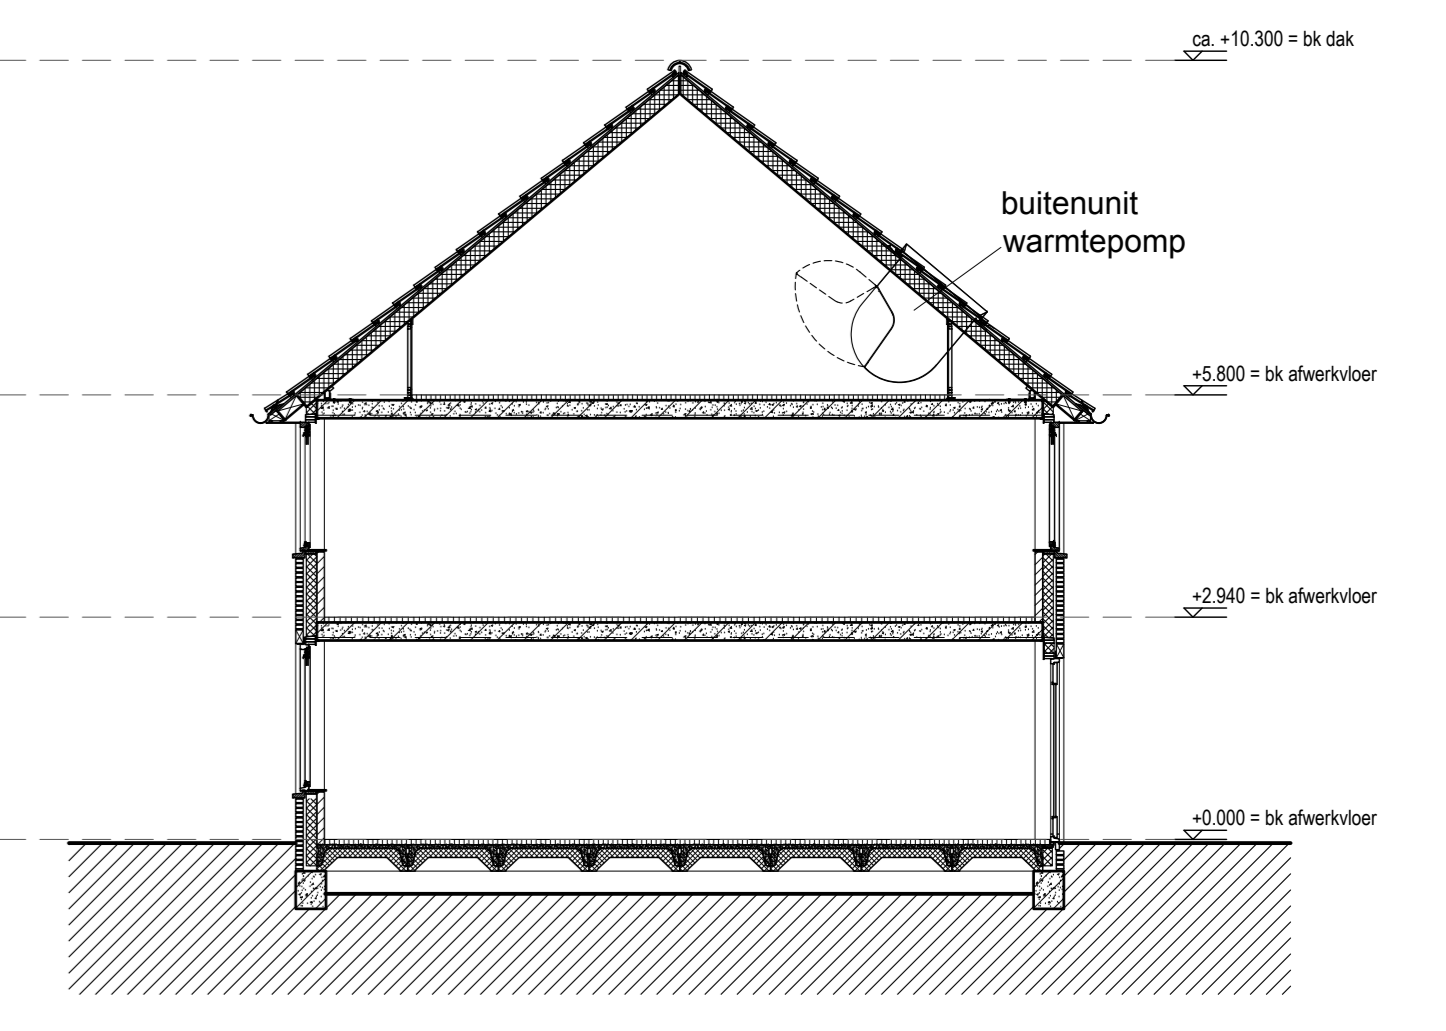 ca. +10.300 = bk dak
buitenunit
warmtepomp
+5.800 = bk afwerkvloer
+2.940 = bk afwerkvloer
+0.000 = bk afwerkvloer